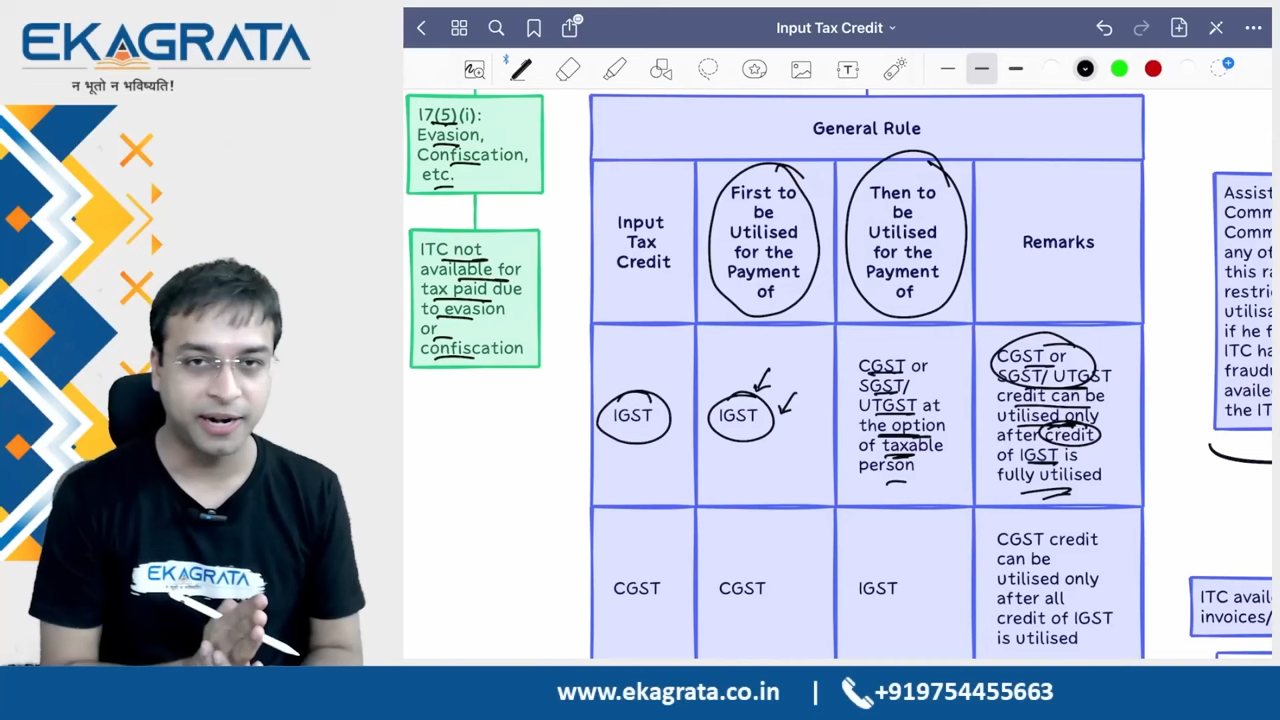 EKAGRATA
न भूतो न भविष्यति!
Input Tax Credit
17(5)(i):
Evasion,
Confiscation,
etc.
ITC not
available for
tax paid due
to evasion
or
confiscation
General Rule
Input
Tax
Credit
First to
be
Utilised
for the
Payment
of
Then to
be
Utilised
for the
Payment
of
Remarks
IGST
IGST
CGST or
SGST/
UTGST at
the option
of taxable
person
CGST or
SGST/ UTGST
credit can be
utilised only
after credit
of IGST is
fully utilised
CGST
CGST
IGST
CGST credit
can be
utilised only
after all
credit of IGST
is utilised
Assist
Comm
Comm
any of
this ra
restri
utilisa
if he f
ITC ha
fraudu
availe
the IT
ITC avai
invoices/
EKAGRATA
www.ekagrata.co.in | +919754455663